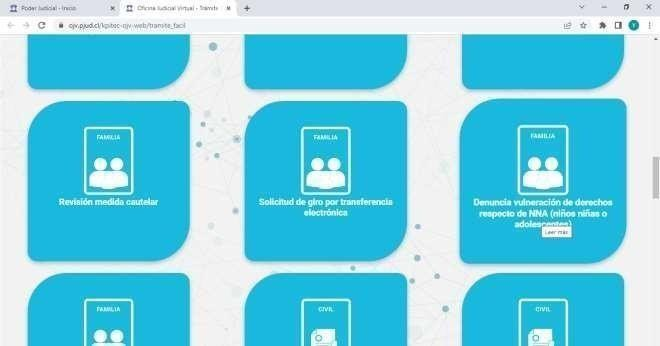 Poder Judicial - Inicio
Oficina Judicial Virtual - Trámite
ojv.pjud.cl/kpitec-ojv-web/tramite_facil
Y
FAMILIA
FAMILIA
FAMILIA
Revisión medida cautelar
Solicitud de giro por transferencia
electrónica
Denuncia vulneración de derechos
respecto de NNA (niños niñas o
adolescentes)
Leer más
FAMILIA
CIVIL
CIVIL